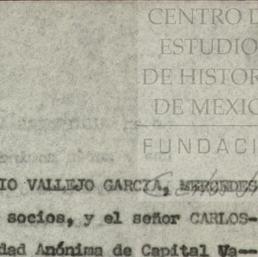 CENTRO D
ESTUDIO
DE HISTOR
DE MEXIC
FUNDACI
IO VALLEJO GARCIA, MERCEDES
socios, y el señor CARLOS-
dad Anónima de Capital Va--